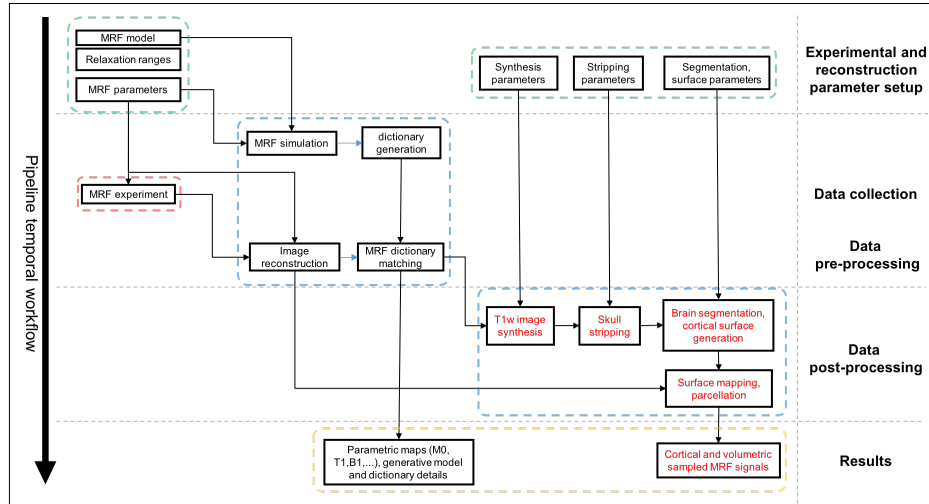 Pipeline temporal workflow
MRF model
Relaxation ranges
MRF parameters
Synthesis
parameters
Stripping
parameters
Segmentation,
surface parameters
Experimental and
reconstruction
parameter setup
MRF simulation
dictionary
generation
MRF experiment
Data collection
Image
reconstruction
MRF dictionary
matching
Data
pre-processing
T1w image
synthesis
Skull
stripping
Brain segmentation,
cortical surface
generation
Surface mapping,
parcellation
Data
post-processing
Parametric maps (M0,
T1,B1,...), generative model
and dictionary details
Cortical and volumetric
sampled MRF signals
Results